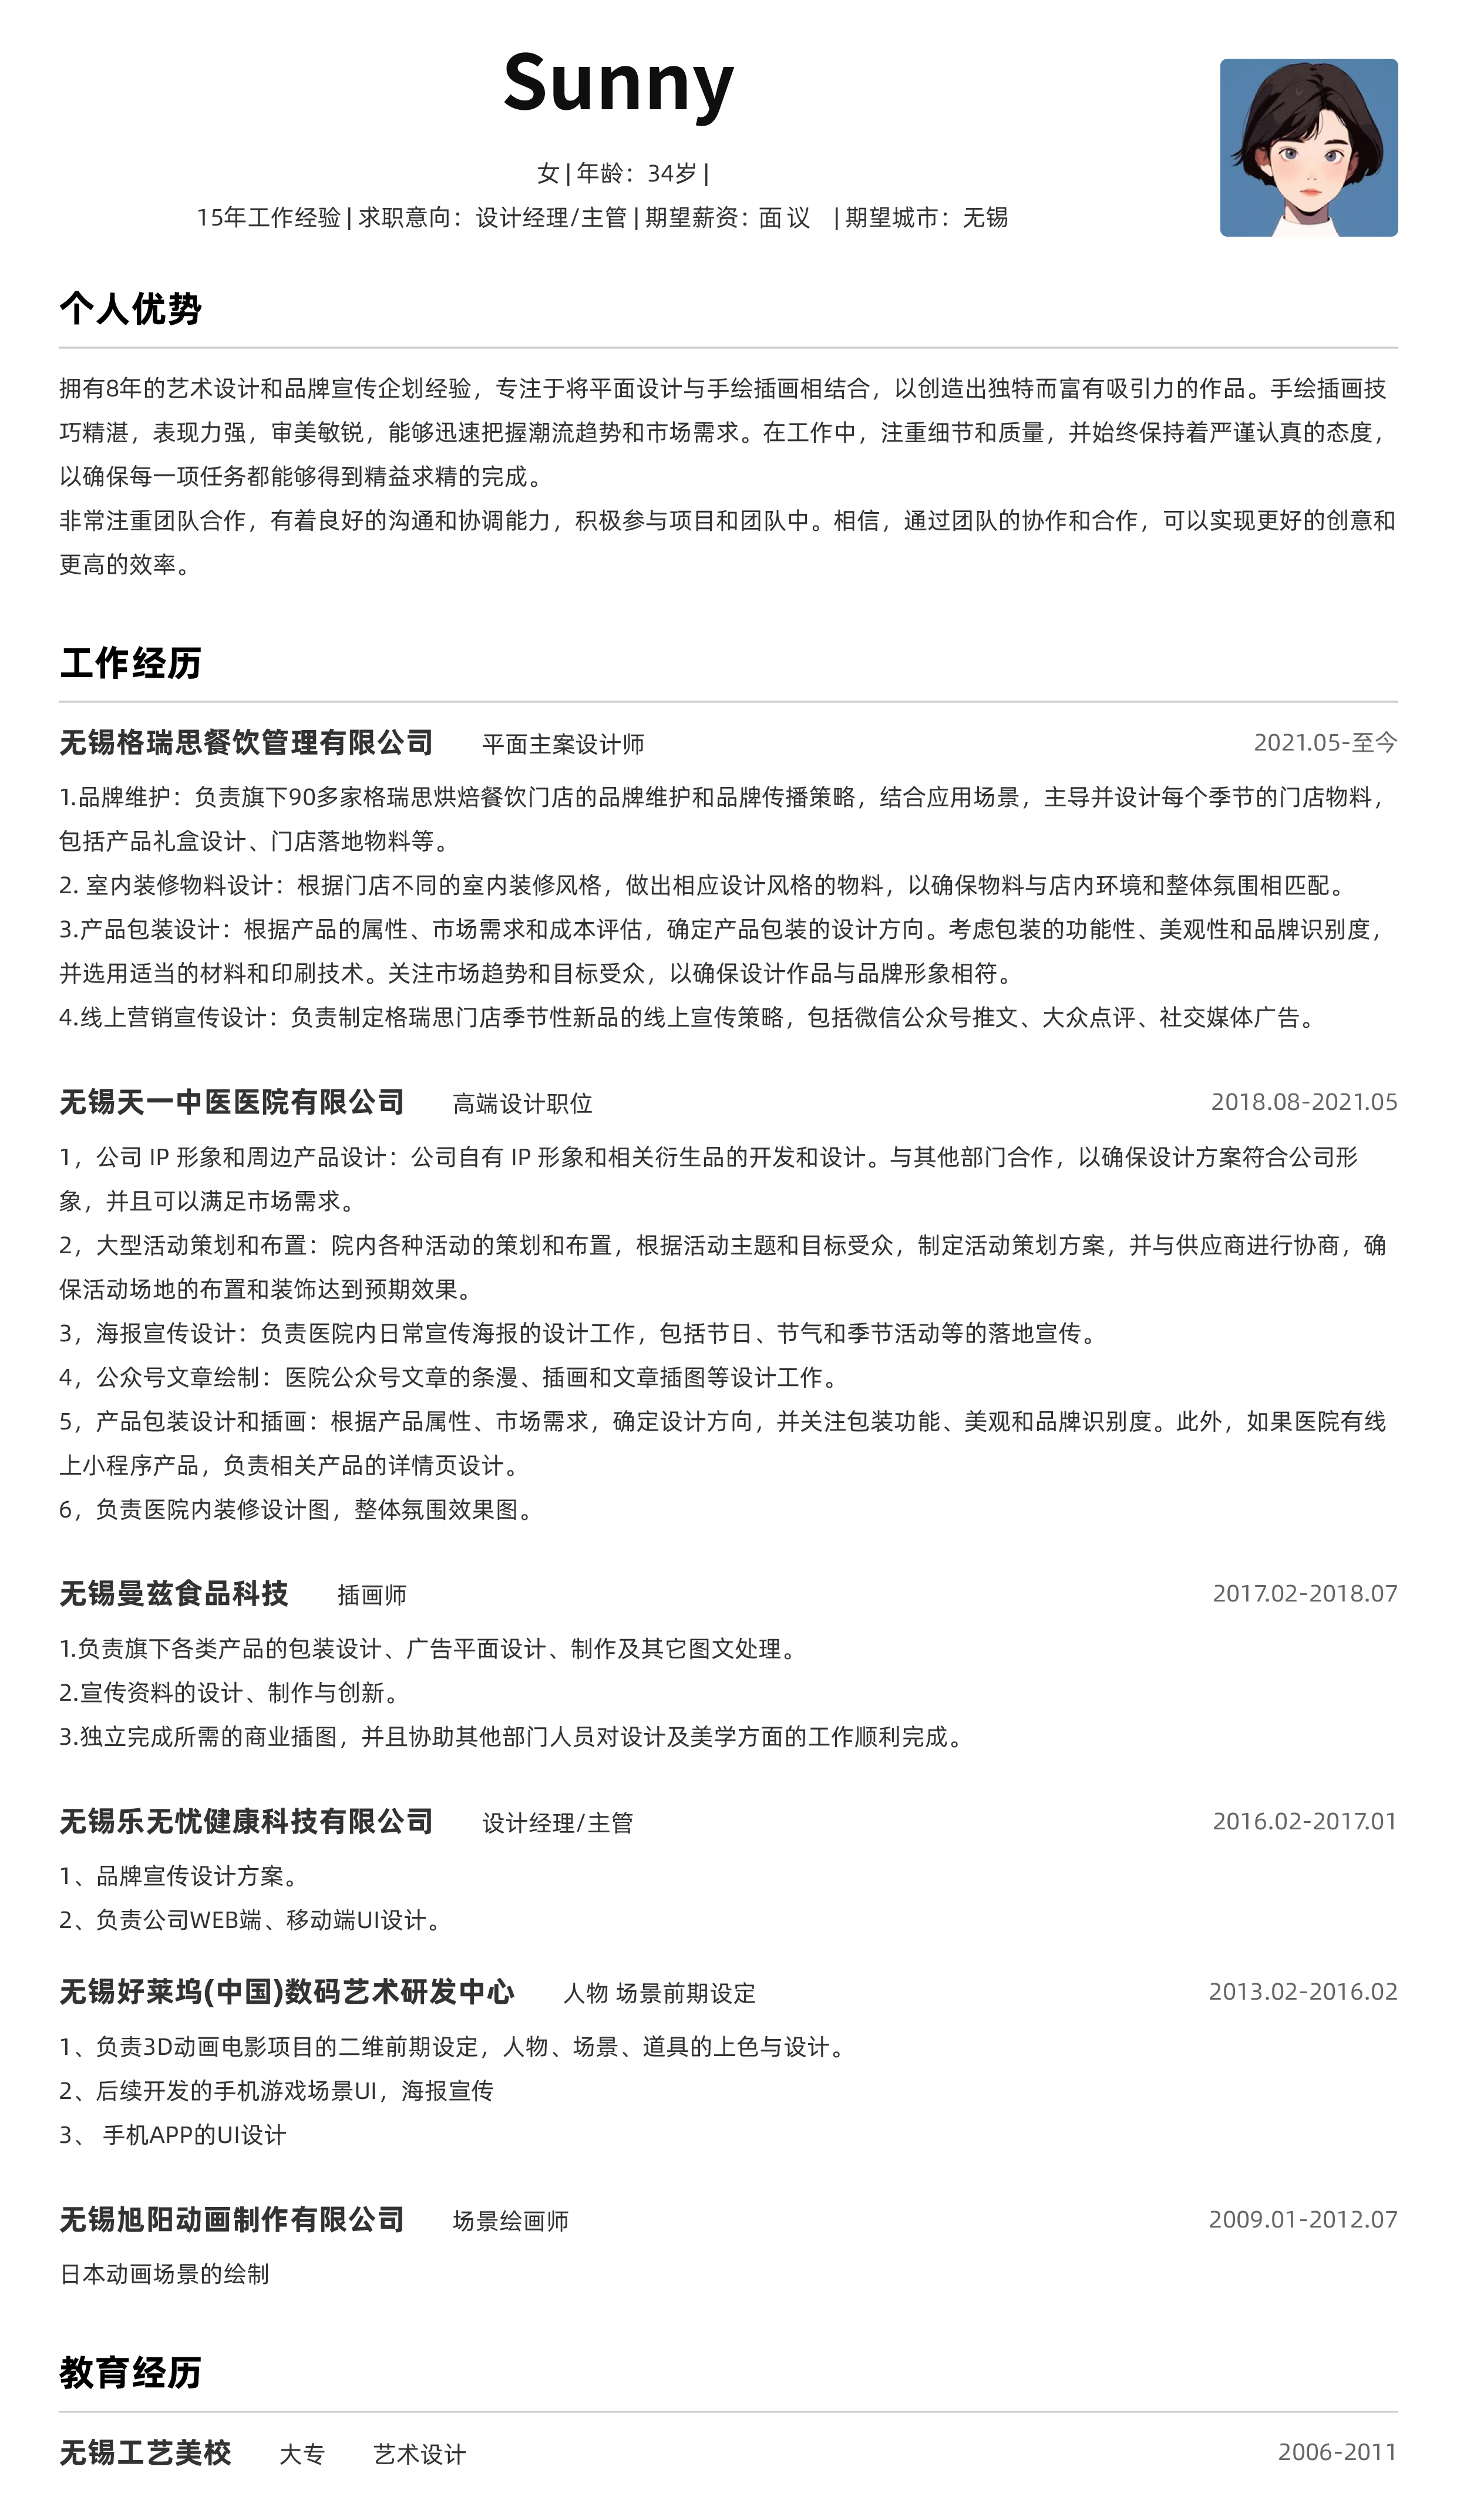 Sunny
女 | 年龄：34岁 |
15年工作经验 | 求职意向：设计经理/主管 | 期望薪资：面议 | 期望城市：无锡
个人优势
拥有8年的艺术设计和品牌宣传企划经验，专注于将平面设计与手绘插画相结合，以创造出独特而富有吸引力的作品。手绘插画技
巧精湛，表现力强，审美敏锐，能够迅速把握潮流趋势和市场需求。在工作中，注重细节和质量，并始终保持着严谨认真的态度，
以确保每一项任务都能够得到精益求精的完成。
非常注重团队合作，有着良好的沟通和协调能力，积极参与项目和团队中。相信，通过团队的协作和合作，可以实现更好的创意和
更高的效率。
工作经历
无锡格瑞思餐饮管理有限公司 平面主案设计师 2021.05-至今
1.品牌维护：负责旗下90多家格瑞思烘焙餐饮门店的品牌维护和品牌传播策略，结合应用场景，主导并设计每个季节的门店物料，
包括产品礼盒设计、门店落地物料等。
2. 室内装修物料设计：根据门店不同的室内装修风格，做出相应设计风格的物料，以确保物料与店内环境和整体氛围相匹配。
3.产品包装设计：根据产品的属性、市场需求和成本评估，确定产品包装的设计方向。考虑包装的功能性、美观性和品牌识别度，
并选用适当的材料和印刷技术。关注市场趋势和目标受众，以确保设计作品与品牌形象相符。
4.线上营销宣传设计：负责制定格瑞思门店季节性新品的线上宣传策略，包括微信公众号推文、大众点评、社交媒体广告。
无锡天一中医医院有限公司 高端设计职位 2018.08-2021.05
1，公司 IP 形象和周边产品设计：公司自有 IP 形象和相关衍生品的开发和设计。与其他部门合作，以确保设计方案符合公司形
象，并且可以满足市场需求。
2，大型活动策划和布置：院内各种活动的策划和布置，根据活动主题和目标受众，制定活动策划方案，并与供应商进行协商，确
保活动场地的布置和装饰达到预期效果。
3，海报宣传设计：负责医院内日常宣传海报的设计工作，包括节日、节气和季节活动等的落地宣传。
4，公众号文章绘制：医院公众号文章的条漫、插画和文章插图等设计工作。
5，产品包装设计和插画：根据产品属性、市场需求，确定设计方向，并关注包装功能、美观和品牌识别度。此外，如果医院有线
上小程序产品，负责相关产品的详情页设计。
6，负责医院内装修设计图，整体氛围效果图。
无锡曼兹食品科技 插画师 2017.02-2018.07
1.负责旗下各类产品的包装设计、广告平面设计、制作及其它图文处理。
2.宣传资料的设计、制作与创新。
3.独立完成所需的商业插图，并且协助其他部门人员对设计及美学方面的工作顺利完成。
无锡乐无忧健康科技有限公司 设计经理/主管 2016.02-2017.01
1、品牌宣传设计方案。
2、负责公司WEB端、移动端UI设计。
无锡好莱坞(中国)数码艺术研发中心 人物 场景前期设定 2013.02-2016.02
1、负责3D动画电影项目的二维前期设定，人物、场景、道具的上色与设计。
2、后续开发的手机游戏场景UI，海报宣传
3、 手机APP的UI设计
无锡旭阳动画制作有限公司 场景绘画师 2009.01-2012.07
日本动画场景的绘制
教育经历
无锡工艺美校 大专 艺术设计 2006-2011